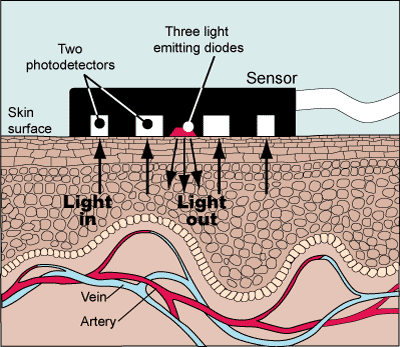 Three light
emitting diodes
Two
photodetectors
Sensor
Skin
surface
Light
in
Light
out
Vein
Artery